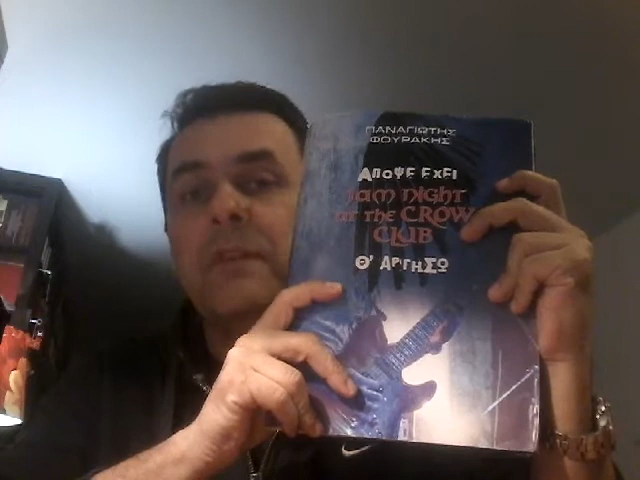 ΠΑΝΑΓΙΩΤΗΣ
ΦΟΥΡΑΚΗΣ
ΑΠΟΨΕ ΕΧΕΙ
JAM NIGHT
AT THE CROW
CLUB
Θ' ΑΡΓΗΣΩ